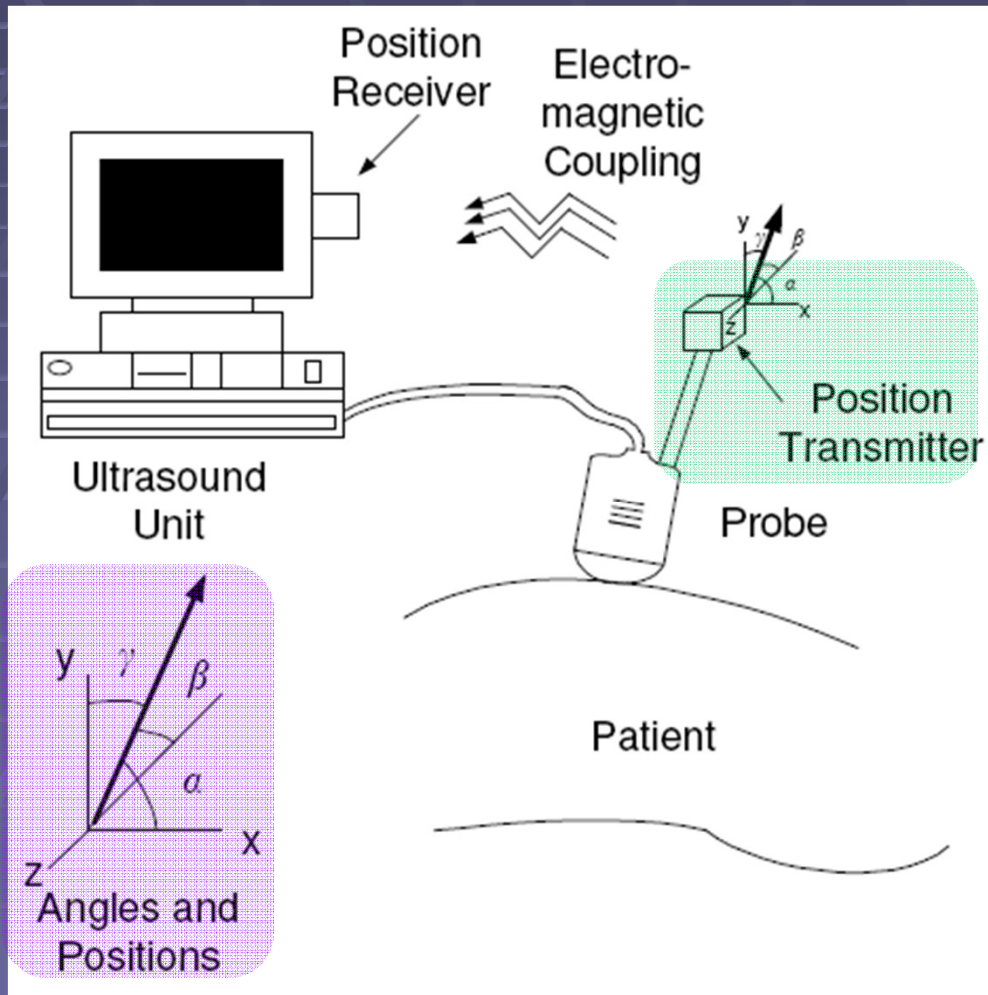 Position
Receiver
Electro-
magnetic
Coupling
y
γ
β
α
x
z
Position
Transmitter
Ultrasound
Unit
Probe
y
γ
β
α
x
z
Angles and
Positions
Patient